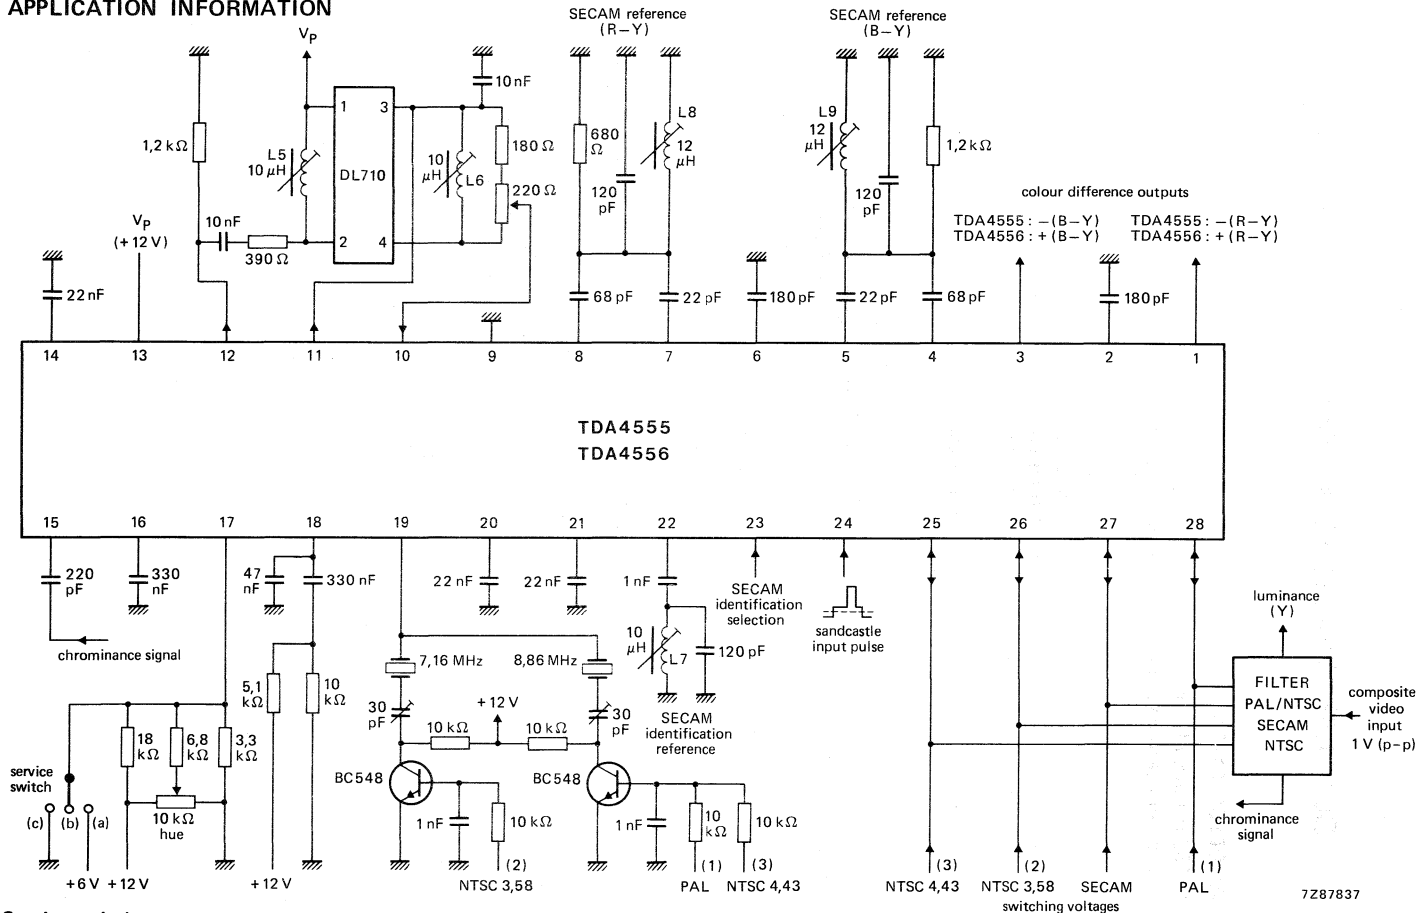 APPLICATION INFORMATION
SECAM reference
(R–Y)
SECAM reference
(B–Y)
VP
10 nF
1
3
L8
12
μH
680
Ω
L9
12
μH
1,2 kΩ
L5
10 μH
10
μH
L6
180 Ω
1,2 kΩ
DL710
220 Ω
120
pF
120
pF
colour difference outputs
TDA4555 : –(B–Y)
TDA4556 : +(B–Y)
TDA4555 : –(R–Y)
TDA4556 : +(R–Y)
VP
(+12 V)
10 nF
390 Ω
2
4
22 nF
68 pF
22 pF
180 pF
22 pF
68 pF
180 pF
14 13 12 11 10 9 8 7 6 5 4 3 2 1
TDA4555
TDA4556
15 16 17 18 19 20 21 22 23 24 25 26 27 28
220
pF
330
nF
47
nF
330 nF
22 nF
22 nF
1 nF
SECAM
identification
selection
sandcastle
input pulse
luminance
(Y)
chrominance signal
7,16 MHz
8,86 MHz
10
μH
L7
120 pF
5,1
kΩ
10
kΩ
30
pF
+12 V
30
pF
SECAM
identification
reference
FILTER
PAL/NTSC
SECAM
NTSC
composite
video
input
1 V (p-p)
10 kΩ
10 kΩ
18
kΩ
6,8
kΩ
3,3
kΩ
service
switch
(c)
(b)
(a)
10 kΩ
hue
BC548
BC548
1 nF
10 kΩ
1 nF
10
kΩ
10 kΩ
chrominance
signal
+6 V
+12 V
+12 V
(2)
NTSC 3,58
(1)
PAL
(3)
NTSC 4,43
(3)
NTSC 4,43
(2)
NTSC 3,58
SECAM
(1)
PAL
switching voltages
7Z87837